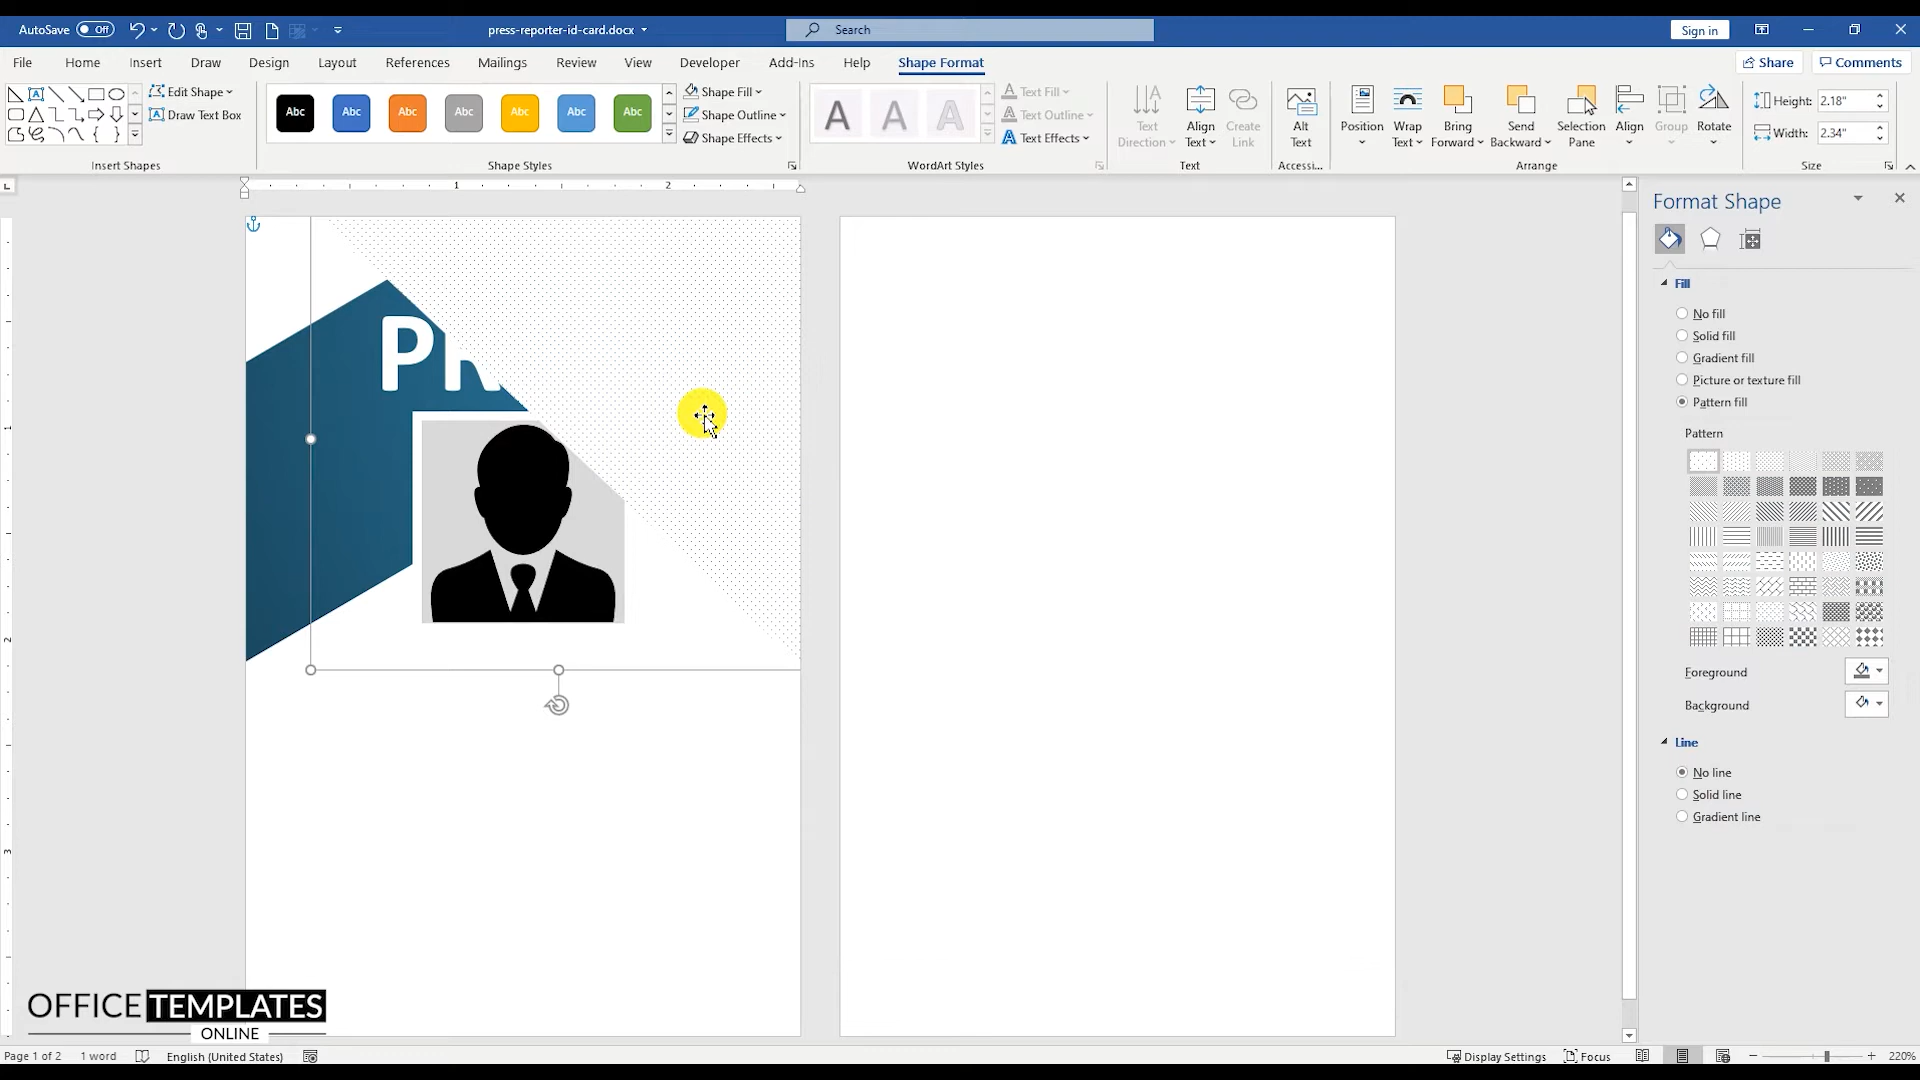 AutoSave Off
press-reporter-id-card.docx
Search
Sign in
File Home Insert Draw Design Layout References Mailings Review View Developer Add-Ins Help Shape Format
Share Comments
Edit Shape
Draw Text Box
Insert Shapes
Abc Abc Abc Abc Abc Abc Abc
Shape Fill
Shape Outline
Shape Effects
Shape Styles
A A A
Text Fill
Text Outline
Text Effects
WordArt Styles
Text Direction
Align Text
Create Link
Text
Alt Text
Accessi...
Position
Wrap Text
Bring Forward
Send Backward
Selection Pane
Align
Group
Rotate
Arrange
Height: 2.18"
Width: 2.34"
Size
1 2
1
2
3
PR
Format Shape
Fill
No fill
Solid fill
Gradient fill
Picture or texture fill
Pattern fill
Pattern
Foreground
Background
Line
No line
Solid line
Gradient line
OFFICE TEMPLATES
ONLINE
Page 1 of 2 1 word English (United States)
Display Settings Focus 220%